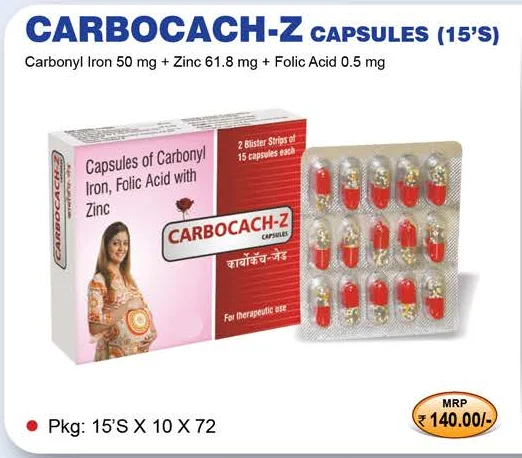 CARBOCACH-Z CAPSULES (15'S)
Carbonyl Iron 50 mg + Zinc 61.8 mg + Folic Acid 0.5 mg
CARBOCACH-Z
कार्बोकॅच-जेड
Capsules of Carbonyl
Iron, Folic Acid with
Zinc
2 Blister Strips of
15 capsules each
CARBOCACH-Z
CAPSULES
कार्बोकॅच-जेड
For therapeutic use
Pkg: 15'S X 10 X 72
MRP
₹ 140.00/-